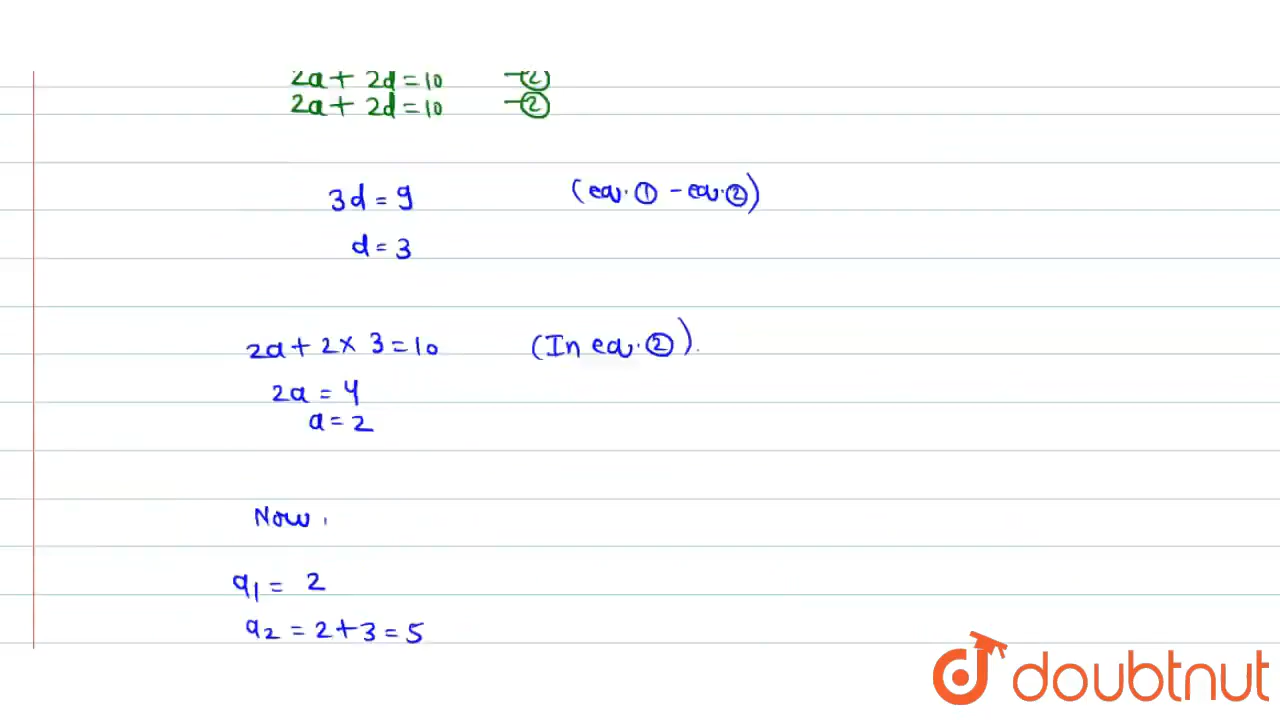 2a + 2d = 10 — ②
2a + 2d = 10 — ②
3d = 9 (eq. ① - eq. ②)
d = 3
2a + 2 × 3 = 10 (In eq. ②).
2a = 4
a = 2
Now,
a₁ = 2
a₂ = 2 + 3 = 5
doubtnut